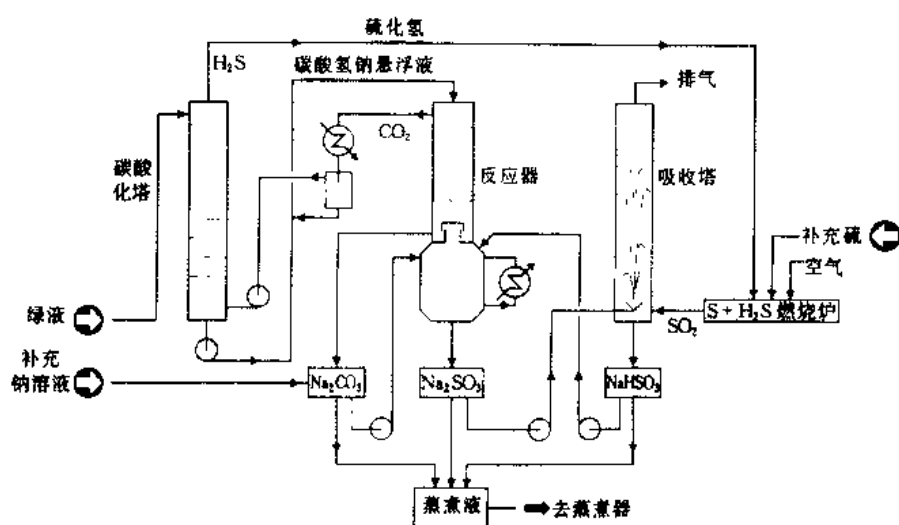 硫化氢
H₂S
碳酸氢钠悬浮液
排气
CO₂
碳酸
化塔
反应器
吸收塔
补充硫
空气
绿液
SO₂
S + H₂S 燃烧炉
补充
钠溶液
Na₂CO₃
Na₂SO₃
NaHSO₃
蒸煮液
去蒸煮器